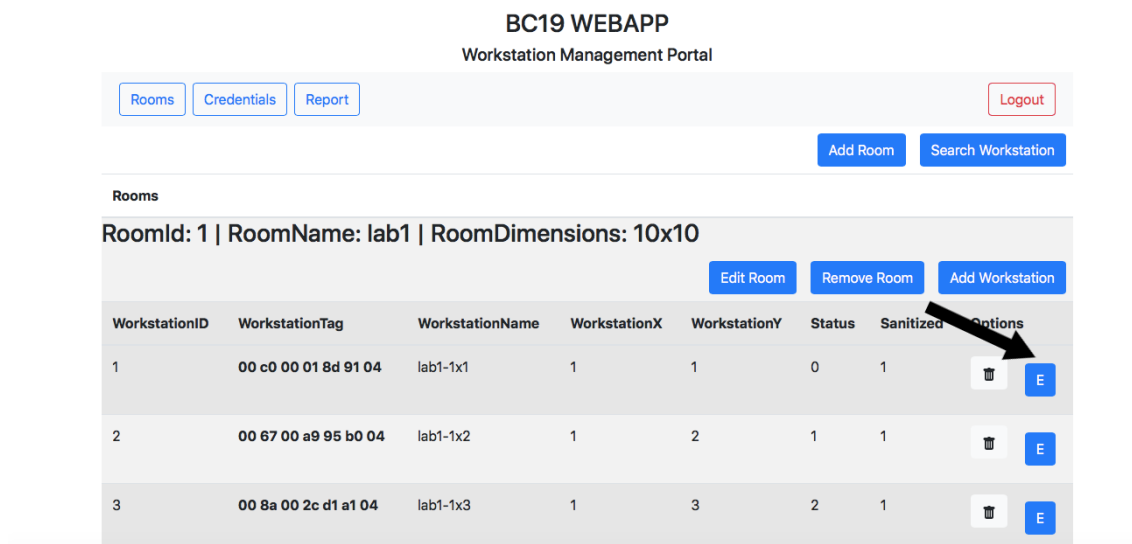 BC19 WEBAPP
Workstation Management Portal
Rooms Credentials Report Logout
Add Room Search Workstation
Rooms
RoomId: 1 | RoomName: lab1 | RoomDimensions: 10x10
Edit Room Remove Room Add Workstation
WorkstationID WorkstationTag WorkstationName WorkstationX WorkstationY Status Sanitized Options
1 00 c0 00 01 8d 91 04 lab1-1x1 1 1 0 1 E
2 00 67 00 a9 95 b0 04 lab1-1x2 1 2 1 1 E
3 00 8a 00 2c d1 a1 04 lab1-1x3 1 3 2 1 E